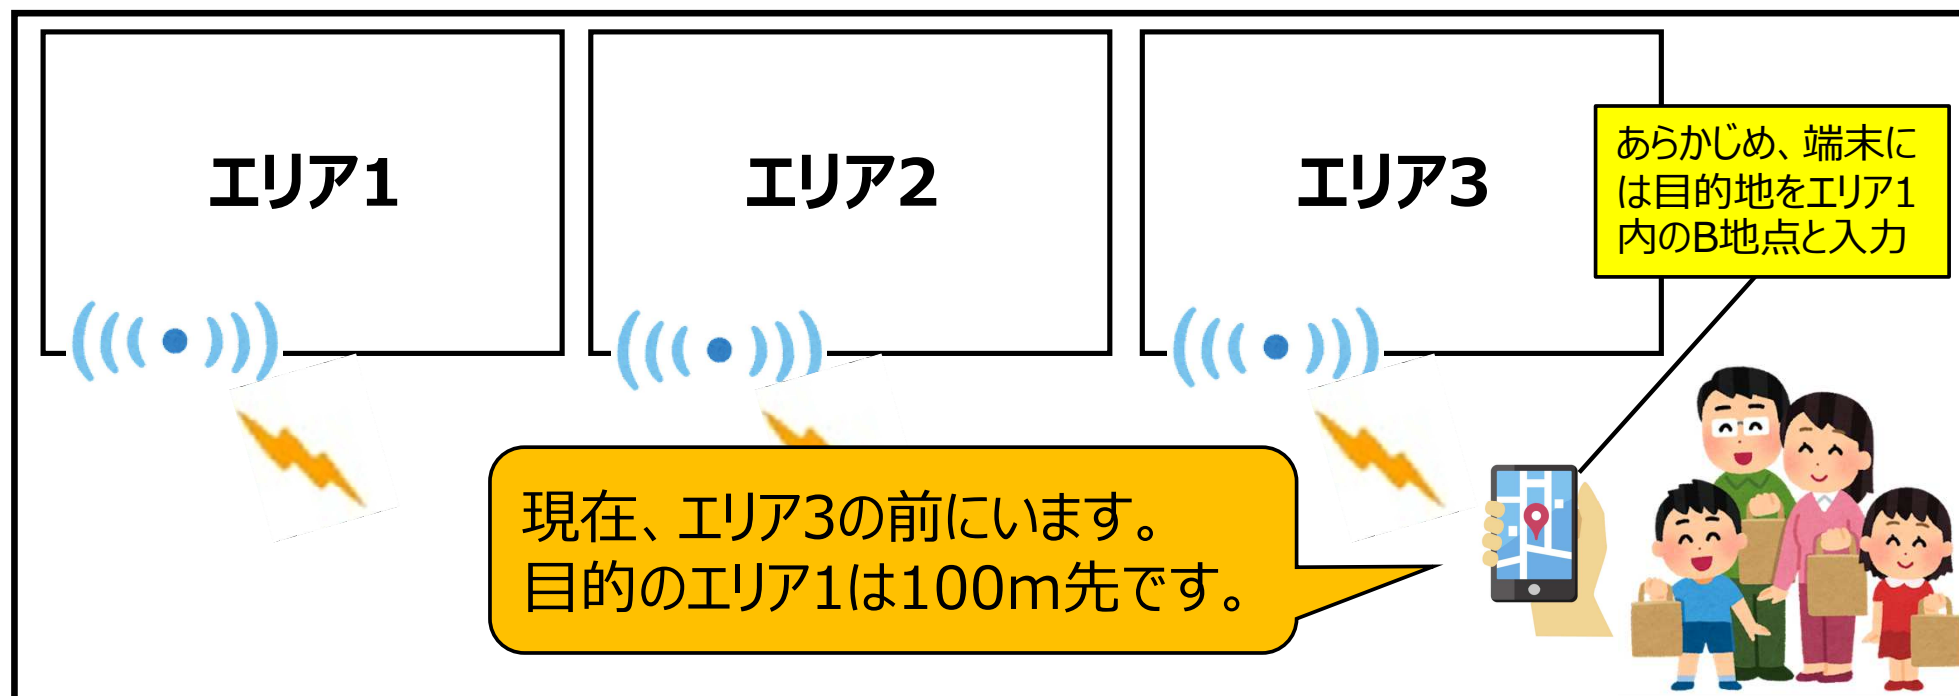 エリア1
エリア2
エリア3
あらかじめ、端末に
は目的地をエリア1
内のB地点と入力
現在、エリア3の前にいます。
目的のエリア1は100m先です。